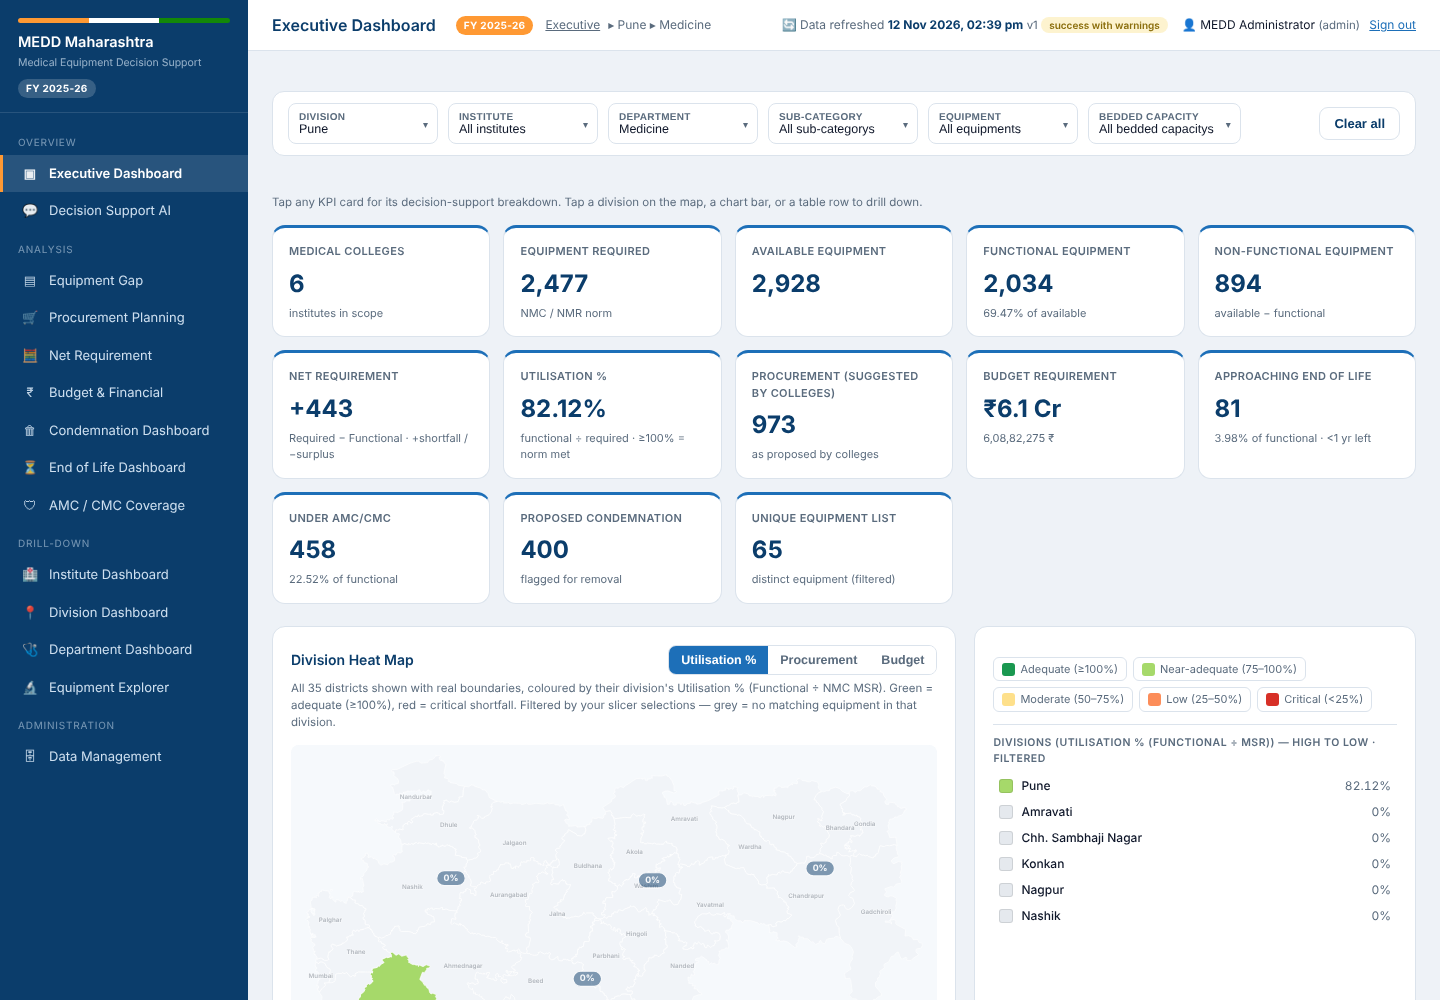 MEDD Maharashtra
Medical Equipment Decision Support
FY 2025-26
OVERVIEW
Executive Dashboard
Decision Support AI
ANALYSIS
Equipment Gap
Procurement Planning
Net Requirement
₹ Budget & Financial
Condemnation Dashboard
End of Life Dashboard
AMC / CMC Coverage
DRILL-DOWN
Institute Dashboard
Division Dashboard
Department Dashboard
Equipment Explorer
ADMINISTRATION
Data Management
Executive Dashboard FY 2025-26 Executive ▸ Pune ▸ Medicine Data refreshed 12 Nov 2026, 02:39 pm v1 success with warnings MEDD Administrator (admin) Sign out
DIVISION
Pune
INSTITUTE
All institutes
DEPARTMENT
Medicine
SUB-CATEGORY
All sub-categorys
EQUIPMENT
All equipments
BEDDED CAPACITY
All bedded capacitys
Clear all
Tap any KPI card for its decision-support breakdown. Tap a division on the map, a chart bar, or a table row to drill down.
MEDICAL COLLEGES
6
institutes in scope
EQUIPMENT REQUIRED
2,477
NMC / NMR norm
AVAILABLE EQUIPMENT
2,928
FUNCTIONAL EQUIPMENT
2,034
69.47% of available
NON-FUNCTIONAL EQUIPMENT
894
available − functional
NET REQUIREMENT
+443
Required − Functional · +shortfall /
−surplus
UTILISATION %
82.12%
functional ÷ required · ≥100% =
norm met
PROCUREMENT (SUGGESTED
BY COLLEGES)
973
as proposed by colleges
BUDGET REQUIREMENT
₹6.1 Cr
6,08,82,275 ₹
APPROACHING END OF LIFE
81
3.98% of functional · <1 yr left
UNDER AMC/CMC
458
22.52% of functional
PROPOSED CONDEMNATION
400
flagged for removal
UNIQUE EQUIPMENT LIST
65
distinct equipment (filtered)
Division Heat Map
Utilisation % Procurement Budget
All 35 districts shown with real boundaries, coloured by their division's Utilisation % (Functional ÷ NMC MSR). Green =
adequate (≥100%), red = critical shortfall. Filtered by your slicer selections — grey = no matching equipment in that
division.
Nandurbar
Dhule
Amravati
Nagpur
Bhandara
Gondia
Jalgaon
Akola
Wardha
Buldhana
0%
0%
0%
Nashik
Aurangabad
Chandrapur
Yavatmal
Jalna
Gadchiroli
Palghar
Hingoli
Thane
Parbhani
Ahmednagar
Nanded
Mumbai
Beed
0%
Adequate (≥100%) Near-adequate (75–100%)
Moderate (50–75%) Low (25–50%) Critical (<25%)
DIVISIONS (UTILISATION % (FUNCTIONAL ÷ MSR)) — HIGH TO LOW ·
FILTERED
Pune 82.12%
Amravati 0%
Chh. Sambhaji Nagar 0%
Konkan 0%
Nagpur 0%
Nashik 0%